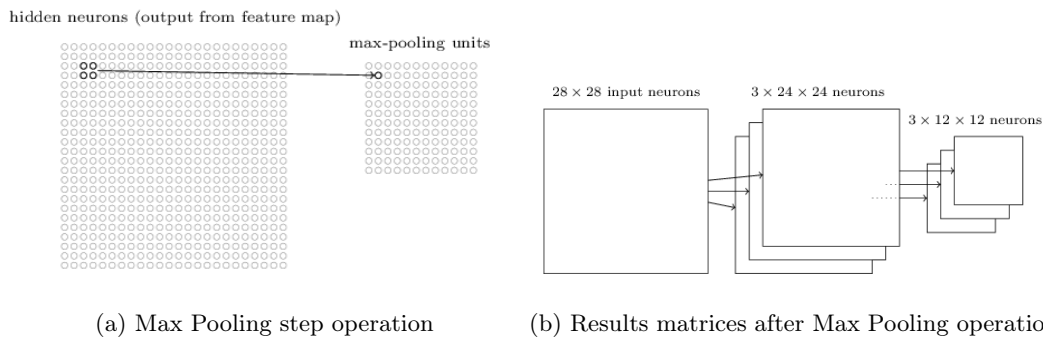 hidden neurons (output from feature map)
max-pooling units
28 × 28 input neurons
3 × 24 × 24 neurons
3 × 12 × 12 neurons
(a) Max Pooling step operation
(b) Results matrices after Max Pooling operatio